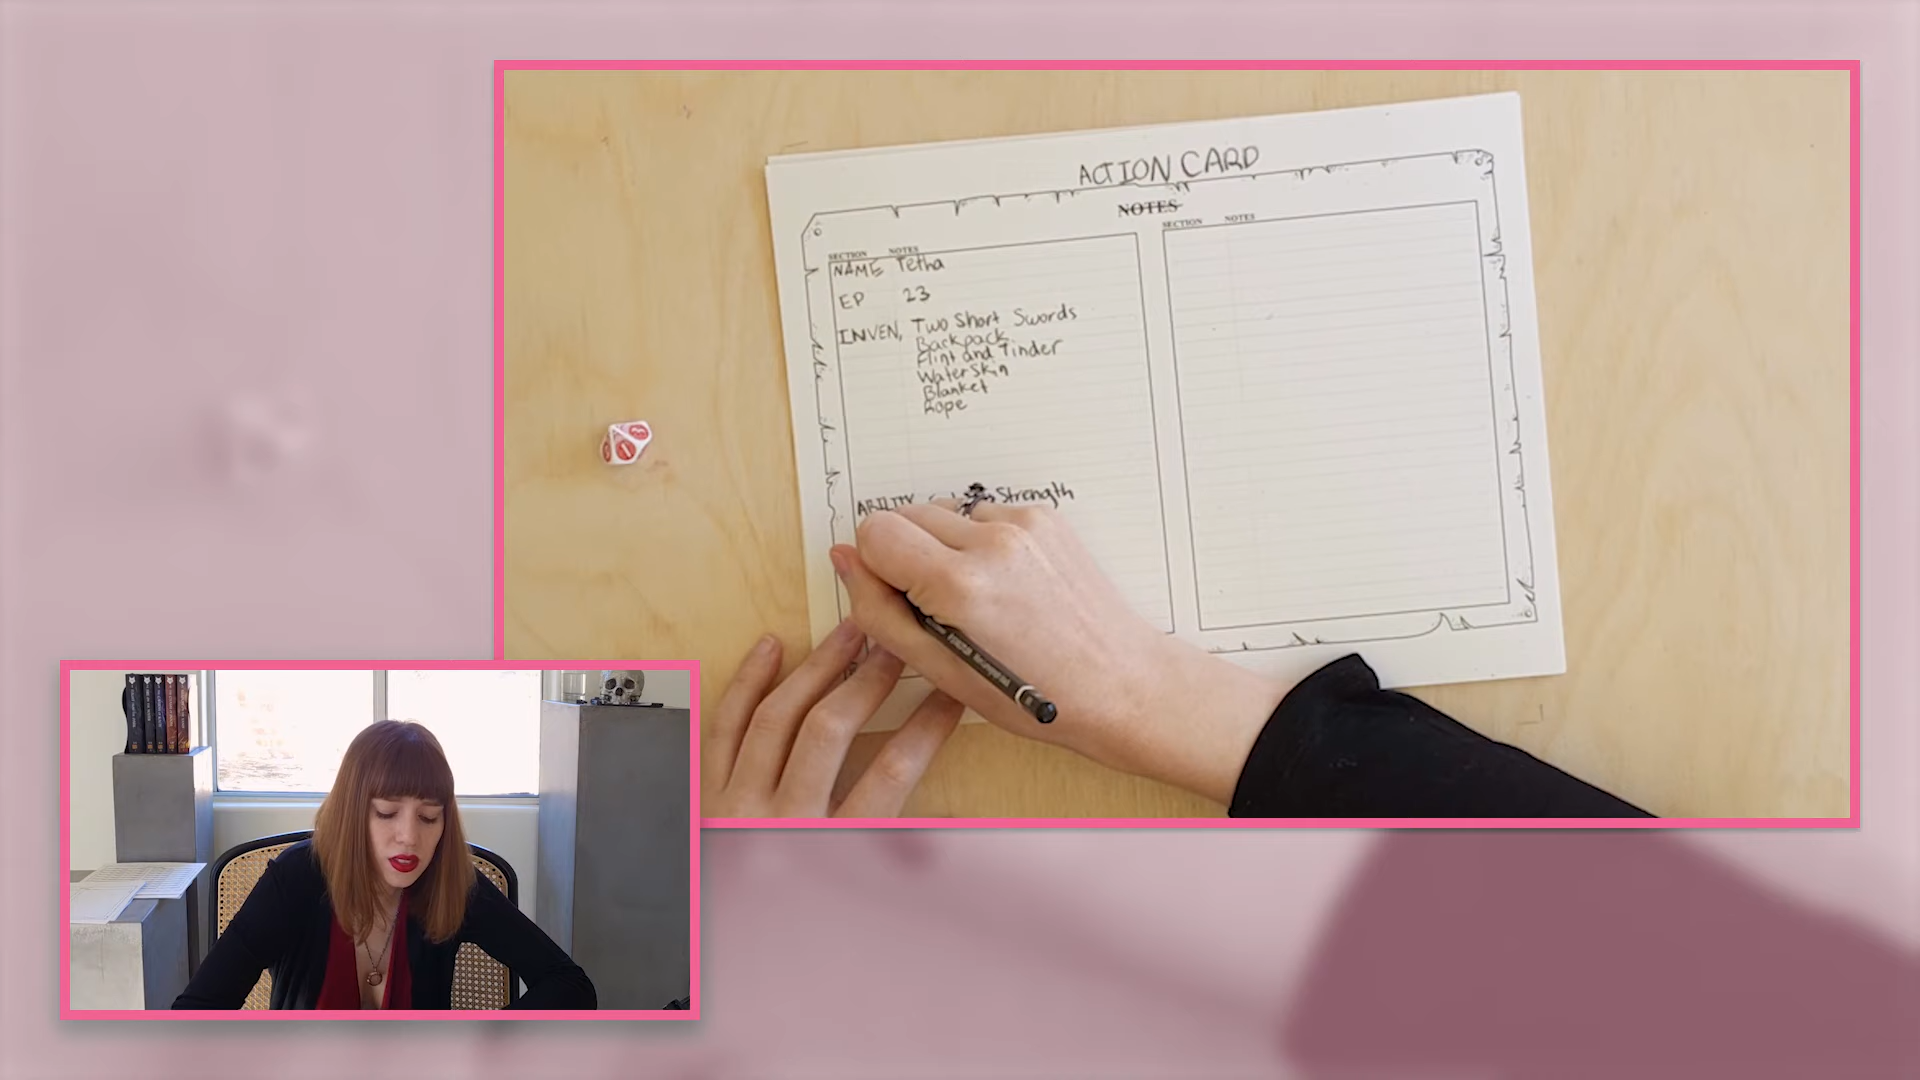 ACTION CARD
NOTES
SECTION NOTES
NAME Tetha
EP 23
INVEN, Two Short Swords
Backpack
Flint and Tinder
Waterskin
Blanket
Rope
ABILITY Strength
SECTION NOTES